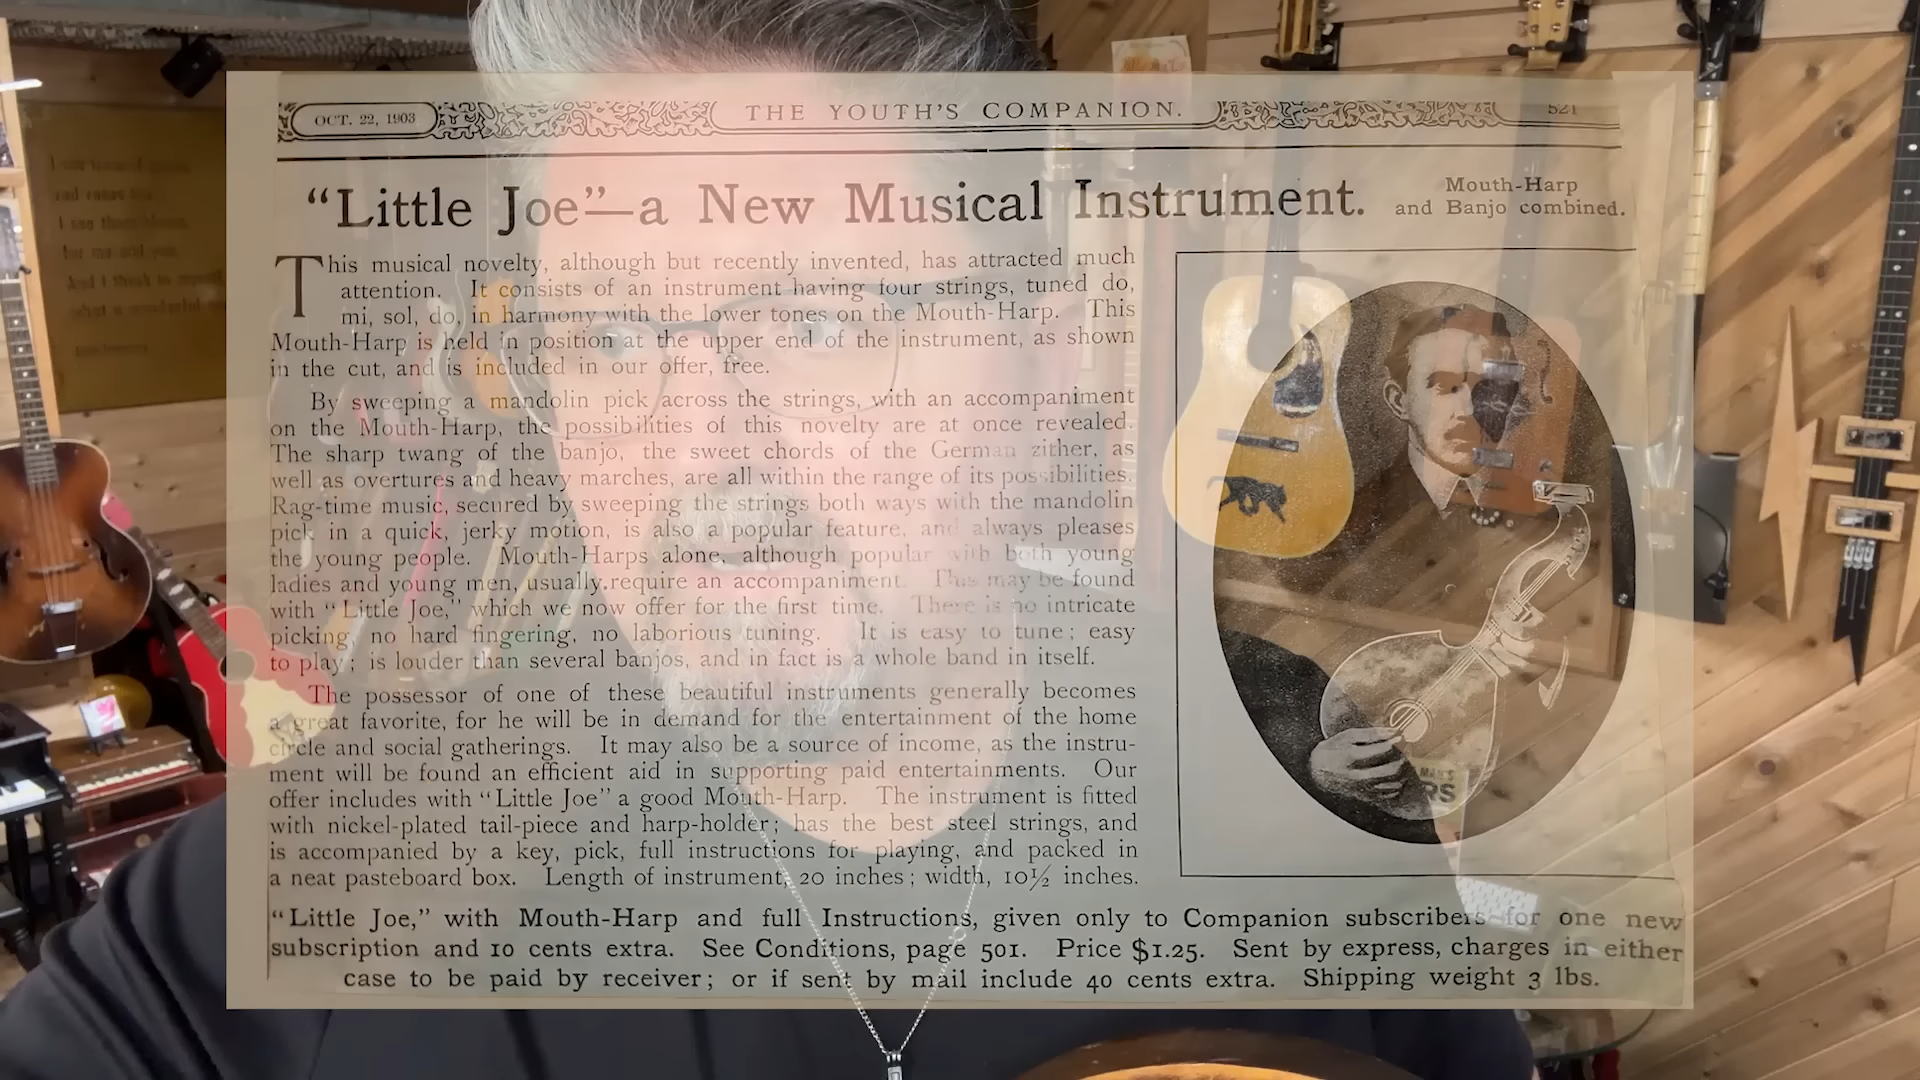 OCT. 22, 1903
THE YOUTH'S COMPANION.
521
"Little Joe"—a New Musical Instrument.
Mouth-Harp
and Banjo combined.
This musical novelty, although but recently invented, has attracted much
attention. It consists of an instrument having four strings, tuned do,
mi, sol, do, in harmony with the lower tones on the Mouth-Harp. This
Mouth-Harp is held in position at the upper end of the instrument, as shown
in the cut, and is included in our offer, free.
By sweeping a mandolin pick across the strings, with an accompaniment
on the Mouth-Harp, the possibilities of this novelty are at once revealed.
The sharp twang of the banjo, the sweet chords of the German zither, as
well as overtures and heavy marches, are all within the range of its possibilities.
Rag-time music, secured by sweeping the strings both ways with the mandolin
pick in a quick, jerky motion, is also a popular feature, and always pleases
the young people. Mouth-Harps alone, although popular with both young
ladies and young men, usually require an accompaniment. This may be found
with "Little Joe," which we now offer for the first time. There is no intricate
picking, no hard fingering, no laborious tuning. It is easy to tune; easy
to play; is louder than several banjos, and in fact is a whole band in itself.
The possessor of one of these beautiful instruments generally becomes
a great favorite, for he will be in demand for the entertainment of the home
circle and social gatherings. It may also be a source of income, as the instru-
ment will be found an efficient aid in supporting paid entertainments. Our
offer includes with "Little Joe" a good Mouth-Harp. The instrument is fitted
with nickel-plated tail-piece and harp-holder; has the best steel strings, and
is accompanied by a key, pick, full instructions for playing, and packed in
a neat pasteboard box. Length of instrument, 20 inches; width, 10½ inches.
"Little Joe," with Mouth-Harp and full Instructions, given only to Companion subscribers for one new
subscription and 10 cents extra. See Conditions, page 501. Price $1.25. Sent by express, charges in either
case to be paid by receiver; or if sent by mail include 40 cents extra. Shipping weight 3 lbs.